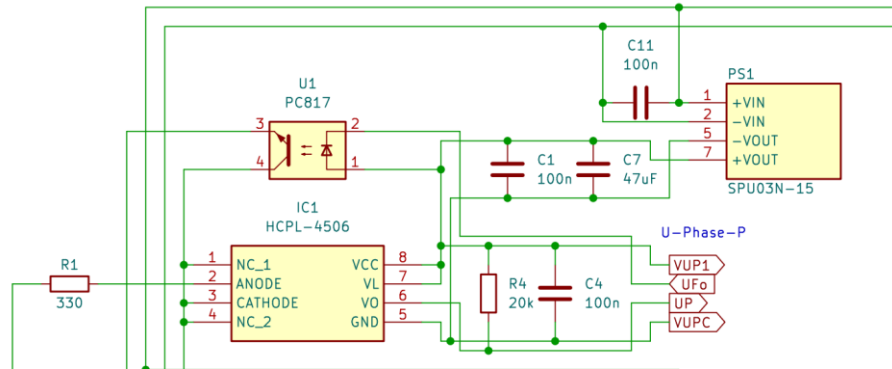 C11
100n
PS1
U1
PC817
1
+VIN
2
-VIN
5
-VOUT
7
+VOUT
SPU03N-15
3
2
4
1
C1
100n
C7
47uF
IC1
HCPL-4506
U-Phase-P
R1
330
1
NC_1
VCC
8
2
ANODE
VL
7
3
CATHODE
VO
6
4
NC_2
GND
5
R4
20k
C4
100n
VUP1
UFo
UP
VUPC